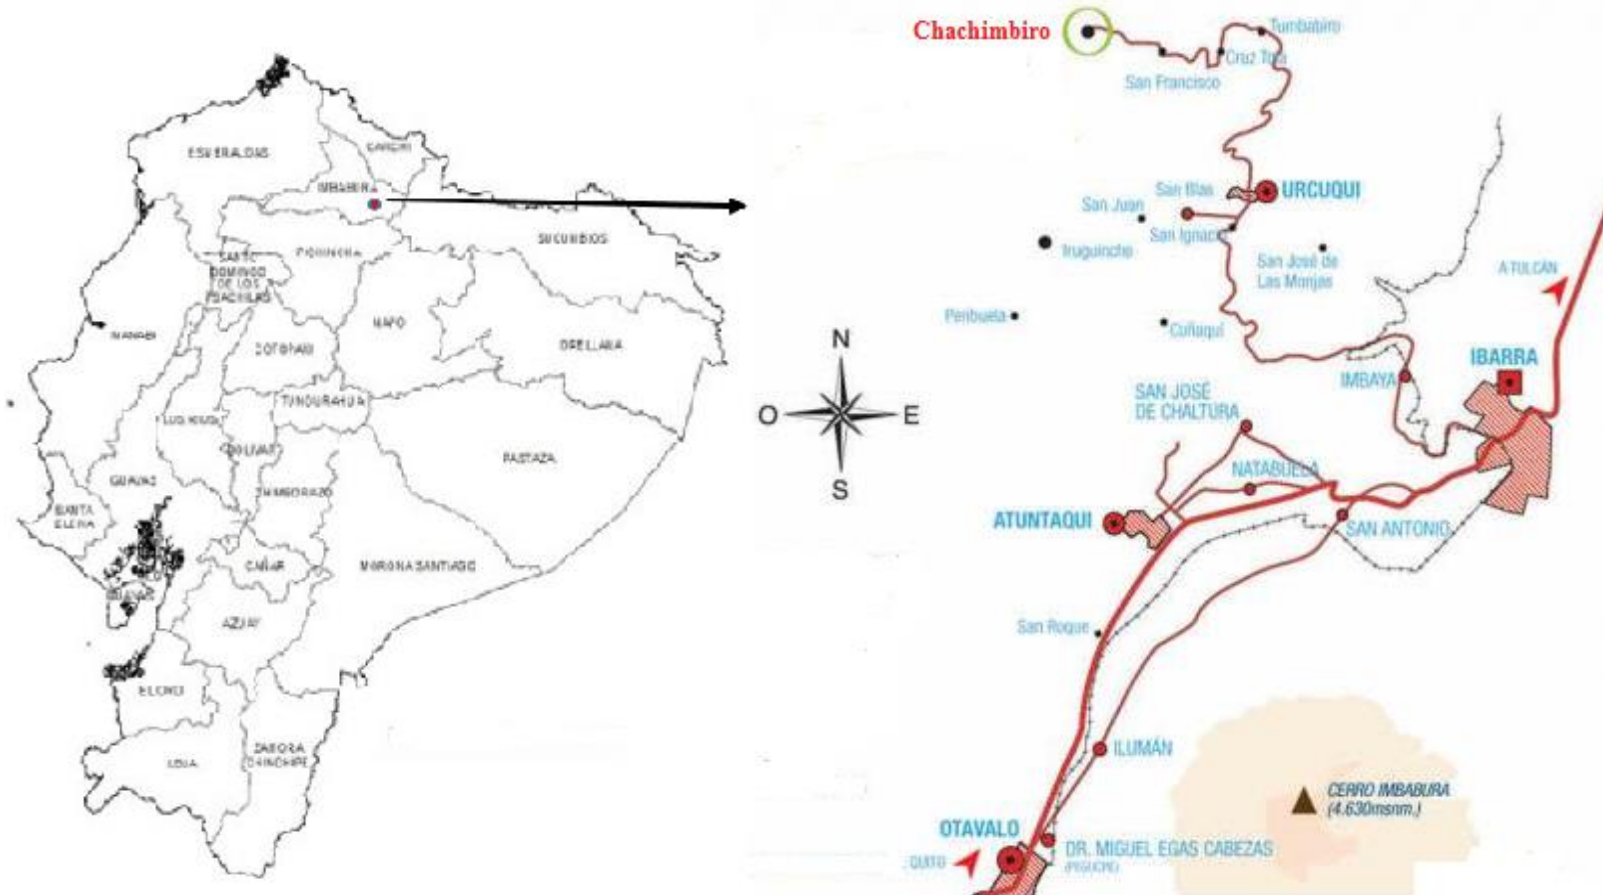 ESMERALDAS
CARCHI
IMBABURA
SUCUMBIOS
PICHINCHA
SANTO
DOMINGO
DE LOS
TSACHILAS
NAPO
MANABI
COTOPAXI
ORELLANA
TUNGURAHUA
LOS RIOS
BOLIVAR
PASTAZA
GUAYAS
CHIMBORAZO
SANTA
ELENA
CAÑAR
MORONA SANTIAGO
GUAYAS
AZUAY
EL ORO
LOJA
ZAMORA
CHINCHIPE
N
O
E
S
Chachimbiro
Tumbabiro
Cruz Tola
San Francisco
San Blas
URCUQUI
San Juan
San Ignacio
Iruguincho
San José de
Las Monjas
A TULCÁN
Peribuela
Cuñaquí
IBARRA
IMBAYA
SAN JOSÉ
DE CHALTURA
NATABUELA
ATUNTAQUI
SAN ANTONIO
San Roque
ILUMÁN
CERRO IMBABURA
(4.630msnm.)
OTAVALO
QUITO
DR. MIGUEL EGAS CABEZAS
(PEGUCHE)